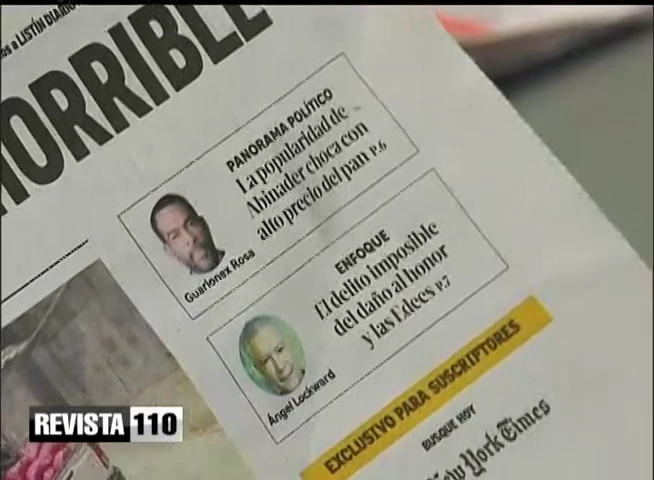 os a LISTÍN DIARIO
HORRIBLE
PANORAMA POLÍTICO
La popularidad de
Abinader choca con
alto precio del pan P.6
Guarionex Rosa
ENFOQUE
El delito imposible
del daño al honor
y las Ldees P.7
Ángel Lockward
EXCLUSIVO PARA SUSCRIPTORES
BUSQUE HOY
New York Times
REVISTA 110